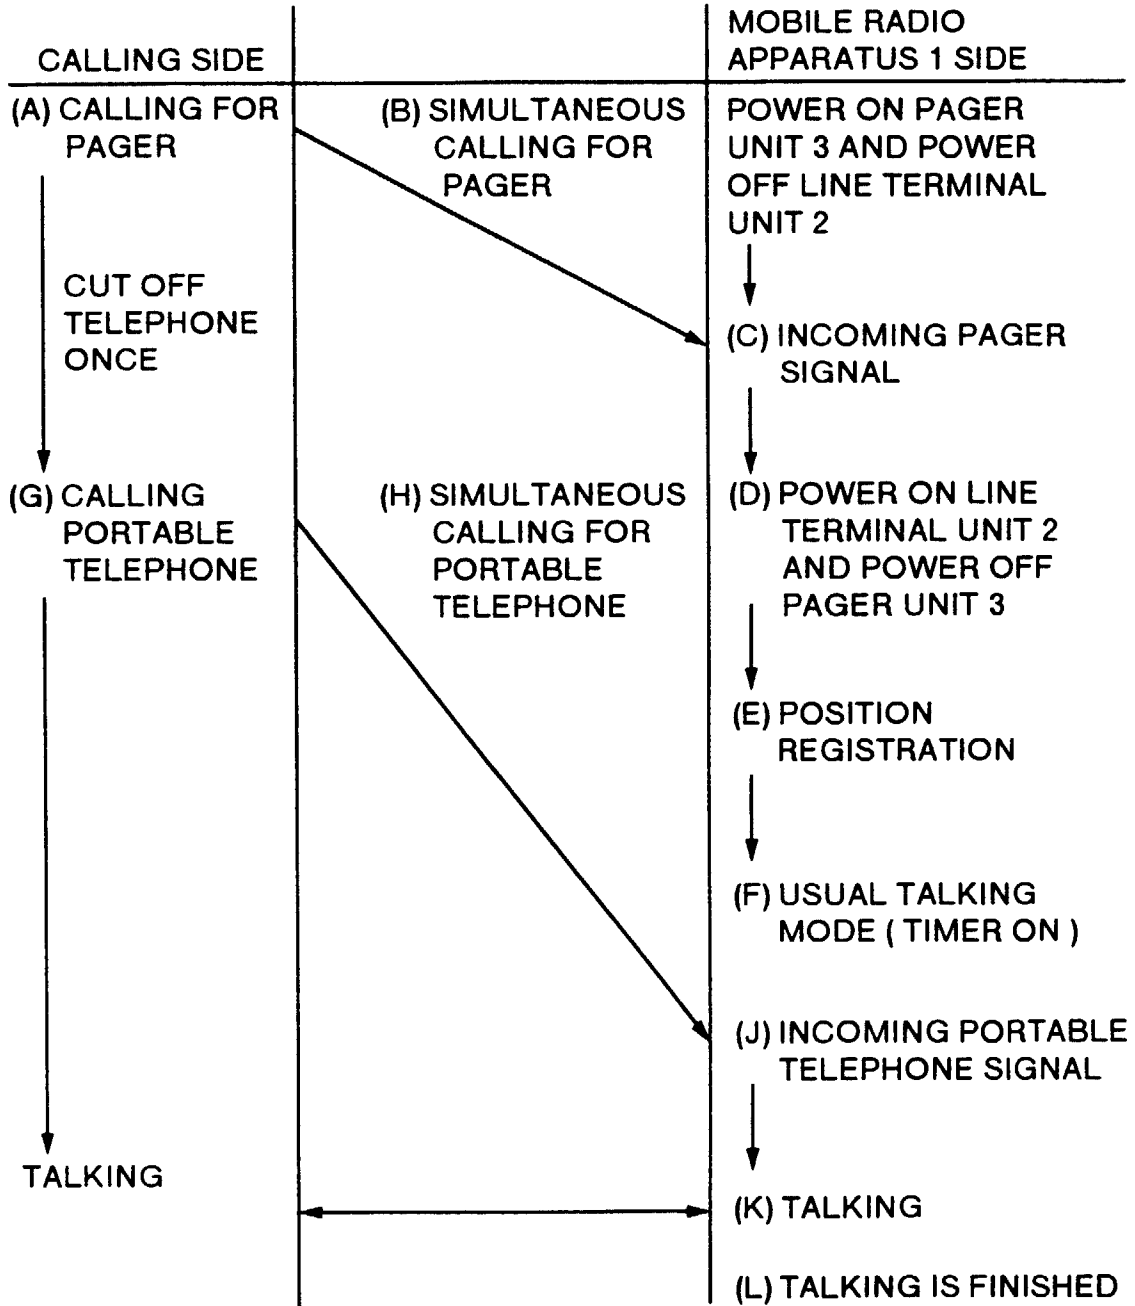 CALLING SIDE
MOBILE RADIO
APPARATUS 1 SIDE
(A) CALLING FOR
PAGER
(B) SIMULTANEOUS
CALLING FOR
PAGER
POWER ON PAGER
UNIT 3 AND POWER
OFF LINE TERMINAL
UNIT 2
CUT OFF
TELEPHONE
ONCE
(C) INCOMING PAGER
SIGNAL
(G) CALLING
PORTABLE
TELEPHONE
(H) SIMULTANEOUS
CALLING FOR
PORTABLE
TELEPHONE
(D) POWER ON LINE
TERMINAL UNIT 2
AND POWER OFF
PAGER UNIT 3
(E) POSITION
REGISTRATION
(F) USUAL TALKING
MODE ( TIMER ON )
(J) INCOMING PORTABLE
TELEPHONE SIGNAL
TALKING
(K) TALKING
(L) TALKING IS FINISHED